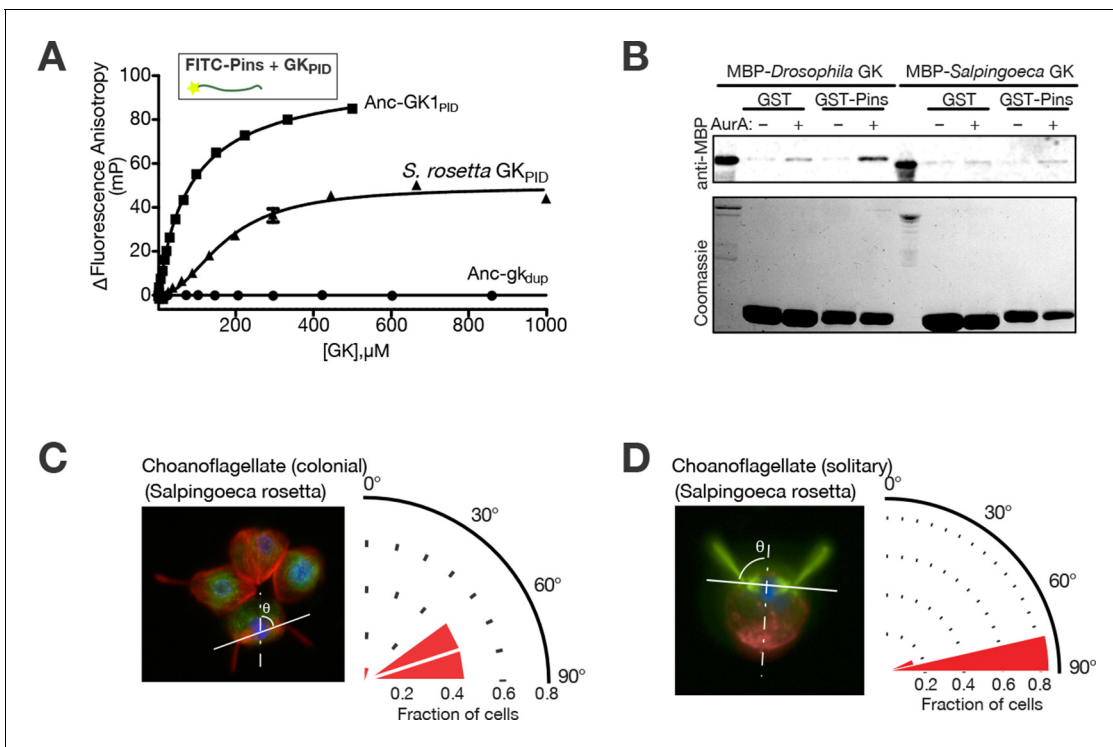 A
FITC-Pins + GKPID
100
80
60
40
20
0
Δ Fluorescence Anisotropy
(mP)
Anc-GK1PID
S. rosetta GKPID
Anc-gkdup
200
400
600
800
1000
[GK],µM
B
MBP-Drosophila GK MBP-Salpingoeca GK
GST GST-Pins GST GST-Pins
AurA: – + – + – + – +
anti-MBP
Coomassie
C
Choanoflagellate (colonial)
(Salpingoeca rosetta)
θ
0°
30°
60°
90°
0.2 0.4 0.6 0.8
Fraction of cells
D
Choanoflagellate (solitary)
(Salpingoeca rosetta)
θ
0°
30°
60°
90°
0.2 0.4 0.6 0.8
Fraction of cells